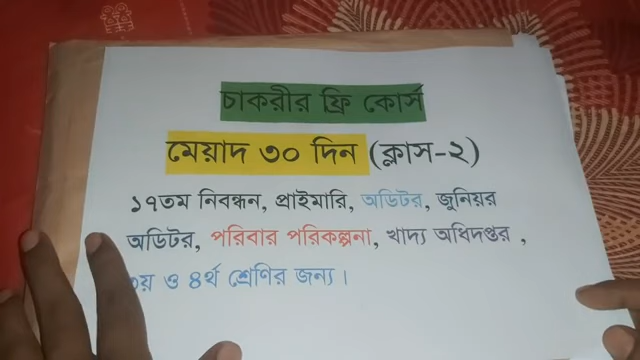 চাকরীর ফ্রি কোর্স
মেয়াদ ৩০ দিন (ক্লাস-২)
১৭তম নিবন্ধন, প্রাইমারি, অডিটর, জুনিয়র
অডিটর, পরিবার পরিকল্পনা, খাদ্য অধিদপ্তর ,
৩য় ও ৪র্থ শ্রেণির জন্য ।